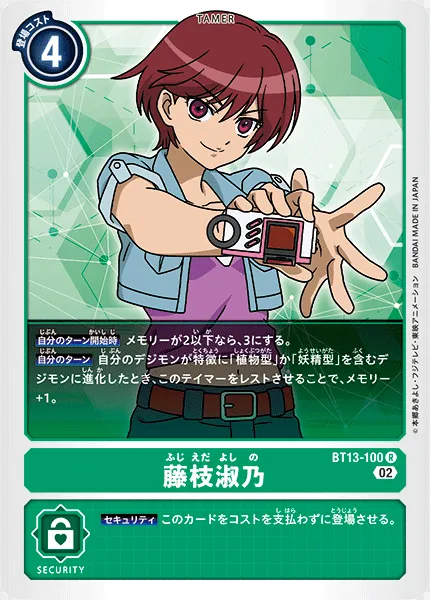 TAMER
登場コスト
4
自分のターン開始時 メモリーが2以下なら、3にする。
自分のターン 自分のデジモンが特徴に「植物型」か「妖精型」を含むデ
ジモンに進化したとき、このテイマーをレストさせることで、メモリー
+1。
©本郷あきよし・フジテレビ・東映アニメーション BANDAI MADE IN JAPAN
ふじ えだ よし の
藤枝淑乃
BT13-100 R
02
セキュリティ このカードをコストを支払わずに登場させる。
SECURITY